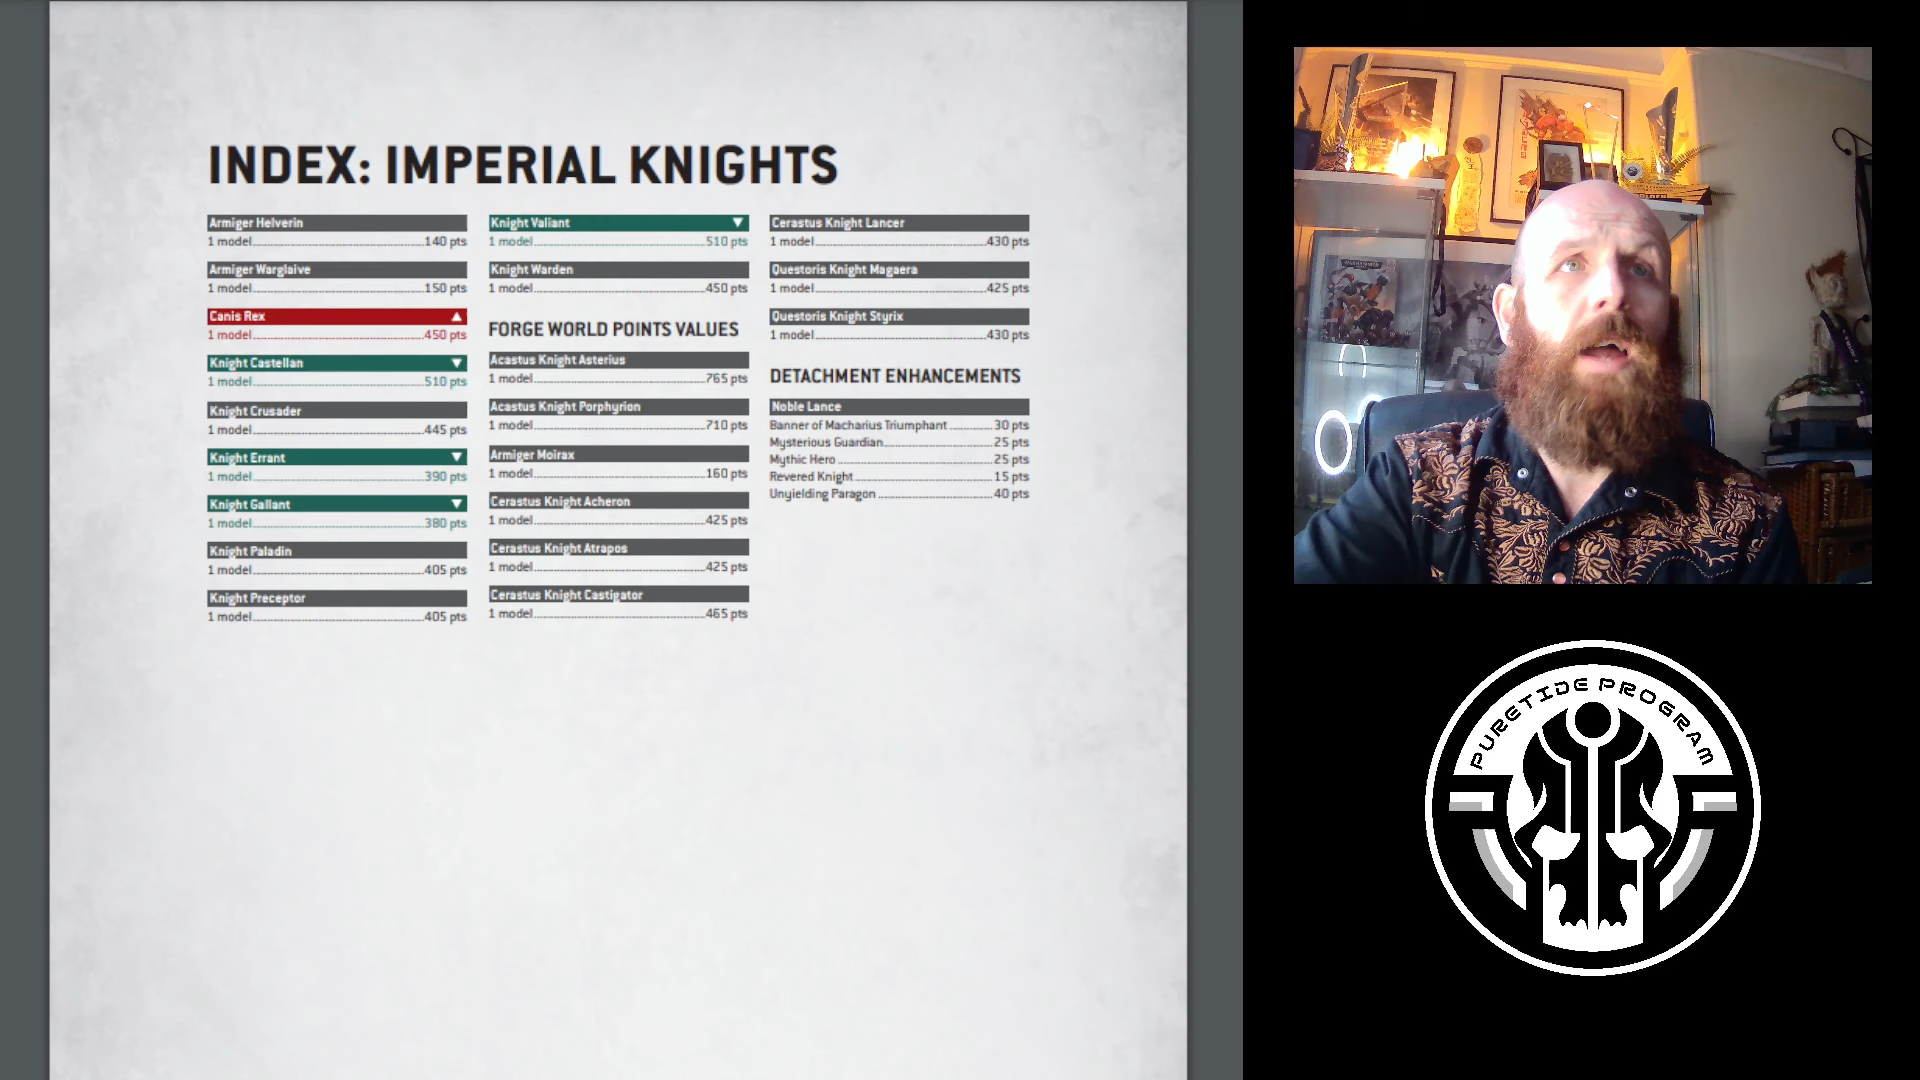 INDEX: IMPERIAL KNIGHTS
Armiger Helverin
1 model 140 pts
Armiger Warglaive
1 model 150 pts
Canis Rex ▲
1 model 450 pts
Knight Castellan ▼
1 model 510 pts
Knight Crusader
1 model 445 pts
Knight Errant ▼
1 model 390 pts
Knight Gallant ▼
1 model 380 pts
Knight Paladin
1 model 405 pts
Knight Preceptor
1 model 405 pts
Knight Valiant ▼
1 model 510 pts
Knight Warden
1 model 450 pts
FORGE WORLD POINTS VALUES
Acastus Knight Asterius
1 model 765 pts
Acastus Knight Porphyrion
1 model 710 pts
Armiger Moirax
1 model 160 pts
Cerastus Knight Acheron
1 model 425 pts
Cerastus Knight Atrapos
1 model 425 pts
Cerastus Knight Castigator
1 model 465 pts
Cerastus Knight Lancer
1 model 430 pts
Questoris Knight Magaera
1 model 425 pts
Questoris Knight Styrix
1 model 430 pts
DETACHMENT ENHANCEMENTS
Noble Lance
Banner of Macharius Triumphant 30 pts
Mysterious Guardian 25 pts
Mythic Hero 25 pts
Revered Knight 15 pts
Unyielding Paragon 40 pts
WARHAMMER
PURETIDE PROGRAM